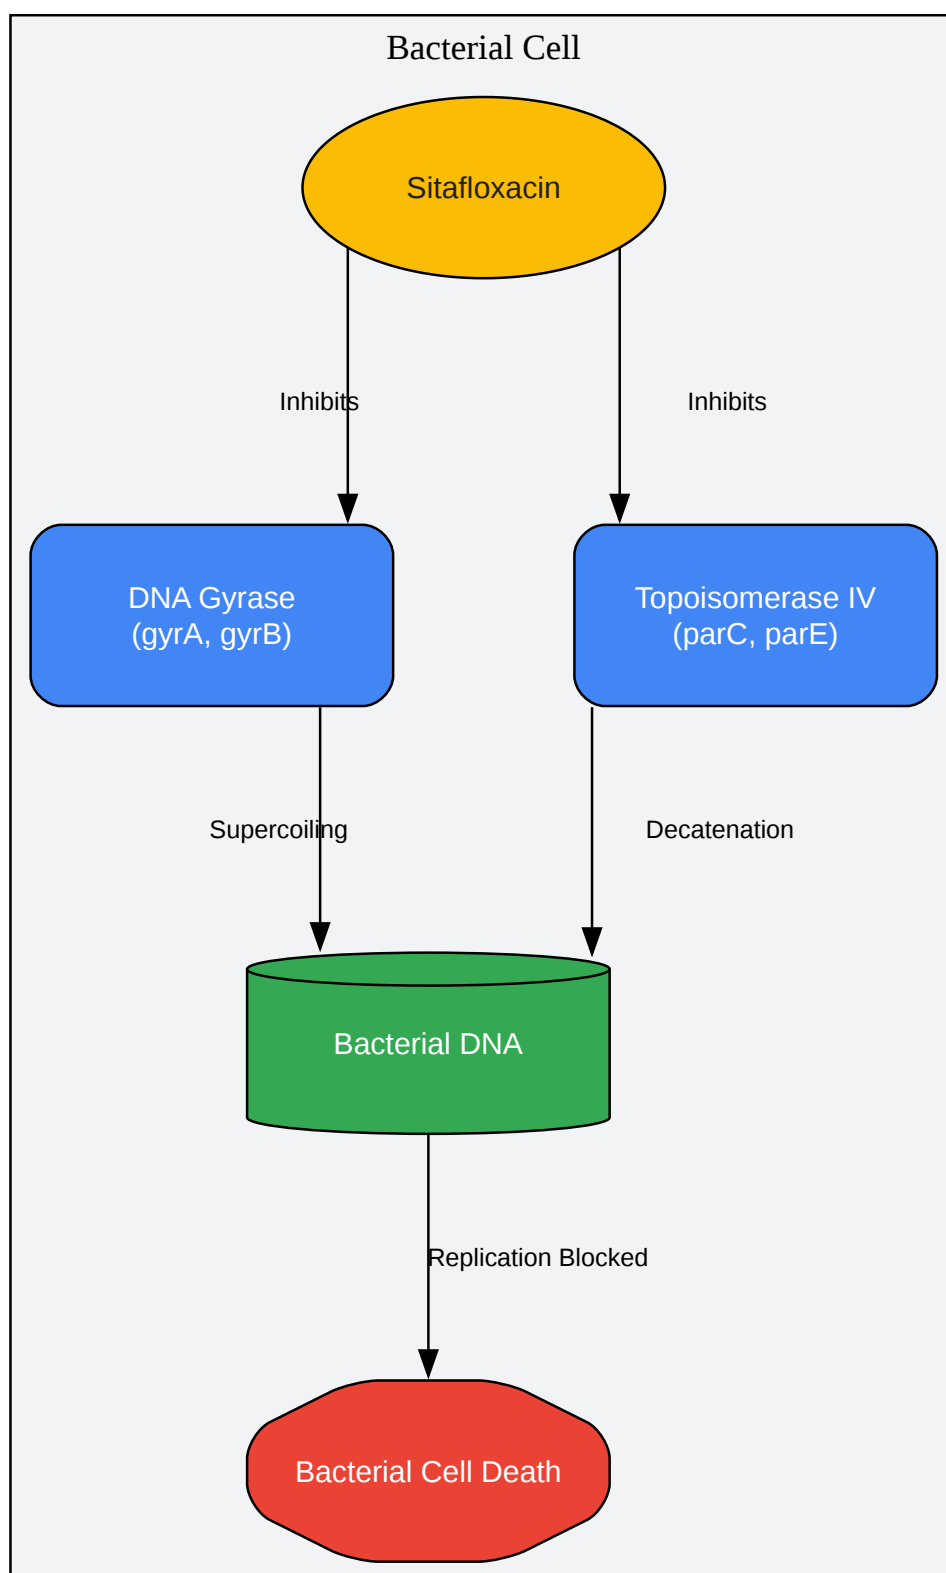 Bacterial Cell
Sitafloxacin
Inhibits
Inhibits
DNA Gyrase
(gyrA, gyrB)
Topoisomerase IV
(parC, parE)
Supercoiling
Decatenation
Bacterial DNA
Replication Blocked
Bacterial Cell Death